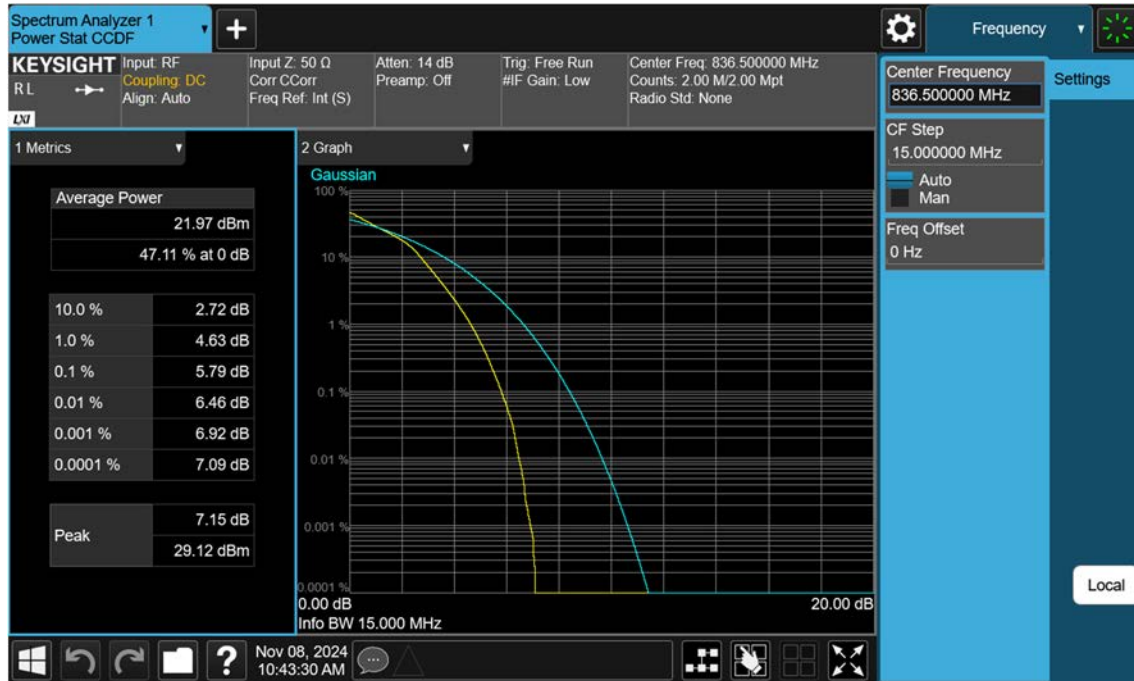 Spectrum Analyzer 1
Power Stat CCDF
+
Frequency
KEYSIGHT
RL
LXI
Input: RF
Coupling: DC
Align: Auto
Input Z: 50 Ω
Corr CCorr
Freq Ref: Int (S)
Atten: 14 dB
Preamp: Off
Trig: Free Run
#IF Gain: Low
Center Freq: 836.500000 MHz
Counts: 2.00 M/2.00 Mpt
Radio Std: None
Center Frequency
836.500000 MHz
Settings
CF Step
15.000000 MHz
Auto
Man
Freq Offset
0 Hz
Local
1 Metrics
Average Power
21.97 dBm
47.11 % at 0 dB
10.0 % 2.72 dB
1.0 % 4.63 dB
0.1 % 5.79 dB
0.01 % 6.46 dB
0.001 % 6.92 dB
0.0001 % 7.09 dB
Peak
7.15 dB
29.12 dBm
2 Graph
Gaussian
100 %
10 %
1 %
0.1 %
0.01 %
0.001 %
0.0001 %
0.00 dB 20.00 dB
Info BW 15.000 MHz
?
Nov 08, 2024
10:43:30 AM